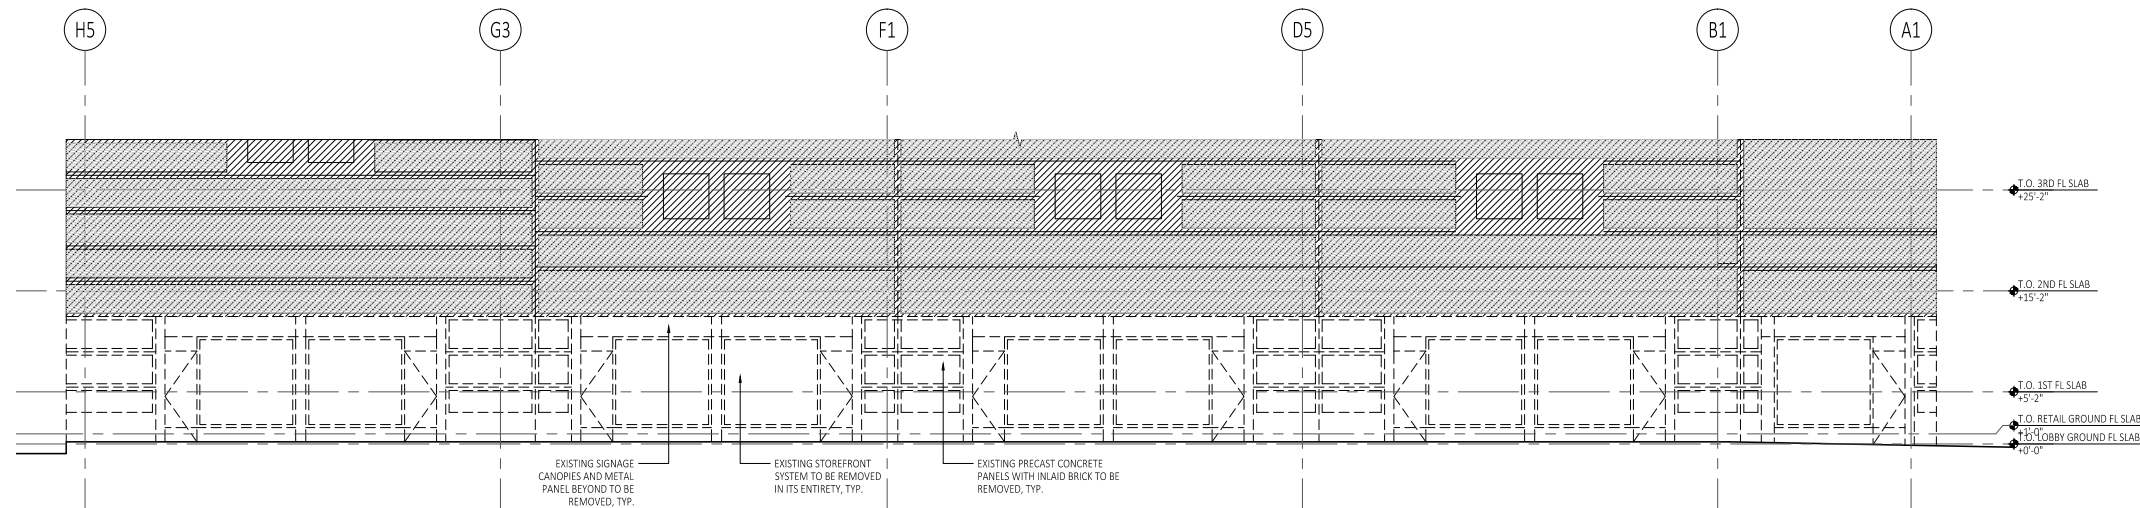 H5
G3
F1
D5
B1
A1
T.O. 3RD FL SLAB
+25'-2"
T.O. 2ND FL SLAB
+15'-2"
T.O. 1ST FL SLAB
+5'-2"
T.O. RETAIL GROUND FL SLAB
+1'-0"
T.O. LOBBY GROUND FL SLAB
+0'-0"
EXISTING SIGNAGE
CANOPIES AND METAL
PANEL BEYOND TO BE
REMOVED, TYP.
EXISTING STOREFRONT
SYSTEM TO BE REMOVED
IN ITS ENTIRETY, TYP.
EXISTING PRECAST CONCRETE
PANELS WITH INLAID BRICK TO BE
REMOVED, TYP.